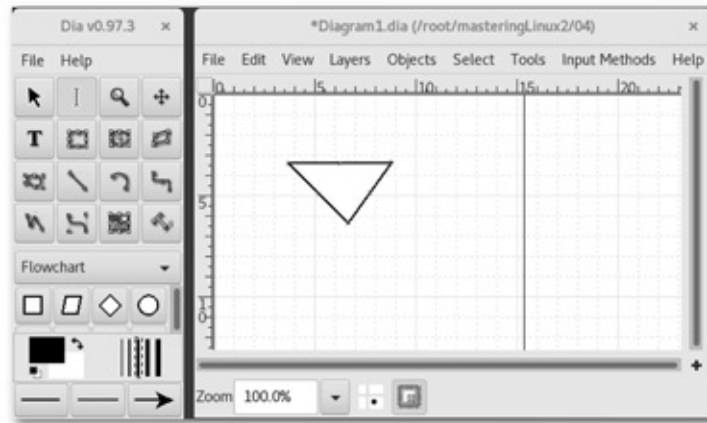 Dia v0.97.3 ×
File Help
T
Flowchart
*Diagram1.dia (/root/masteringLinux2/04) ×
File Edit View Layers Objects Select Tools Input Methods Help
0 5 10 15 20
0
5
10
Zoom 100.0%